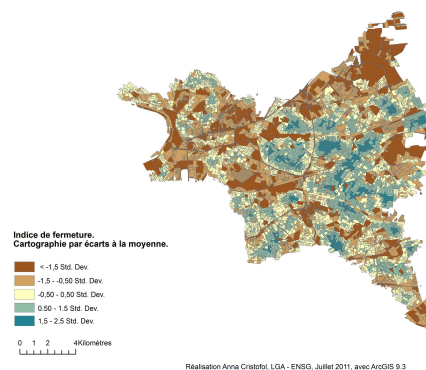 Indice de fermeture.
Cartographie par écarts à la moyenne.
< -1,5 Std. Dev.
-1,5 - -0,50 Std. Dev.
-0,50 - 0,50 Std. Dev.
0.50 - 1.5 Std. Dev.
1,5 - 2,5 Std. Dev.
0 1 2 4 Kilomètres
Réalisation Anna Cristofol, LGA - ENSG, Juillet 2011, avec ArcGIS 9.3